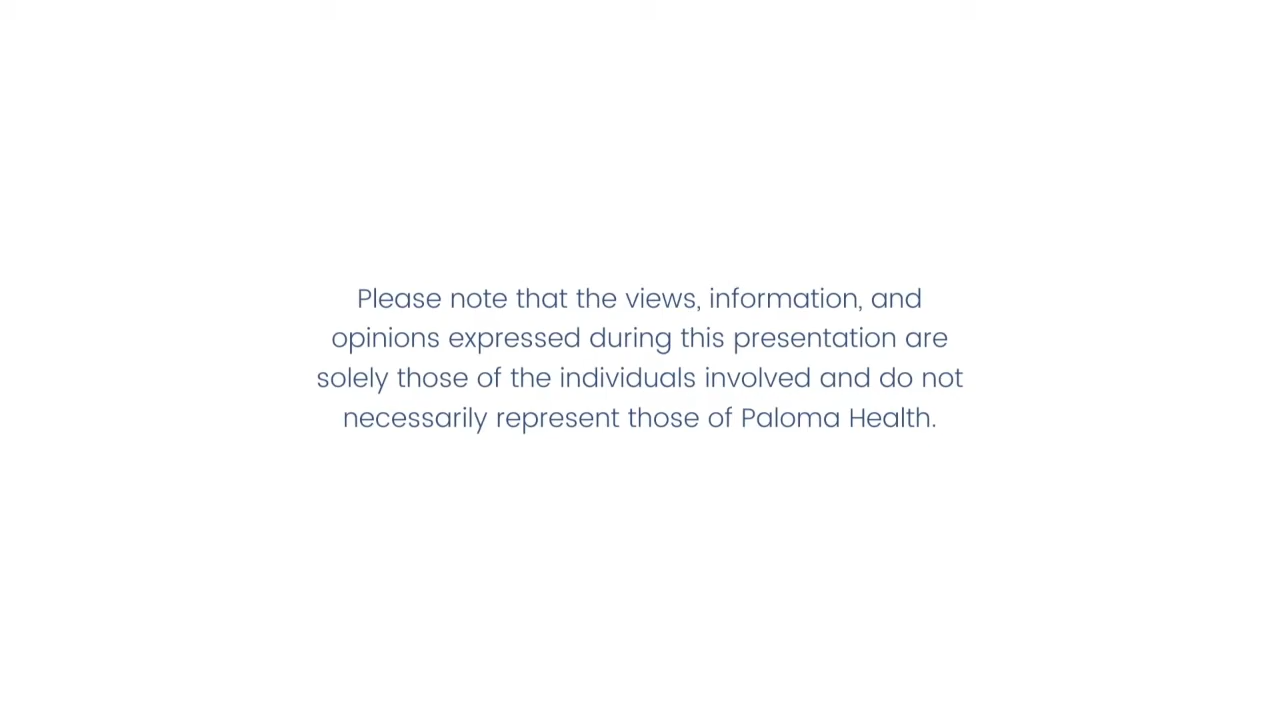 Please note that the views, information, and
opinions expressed during this presentation are
solely those of the individuals involved and do not
necessarily represent those of Paloma Health.